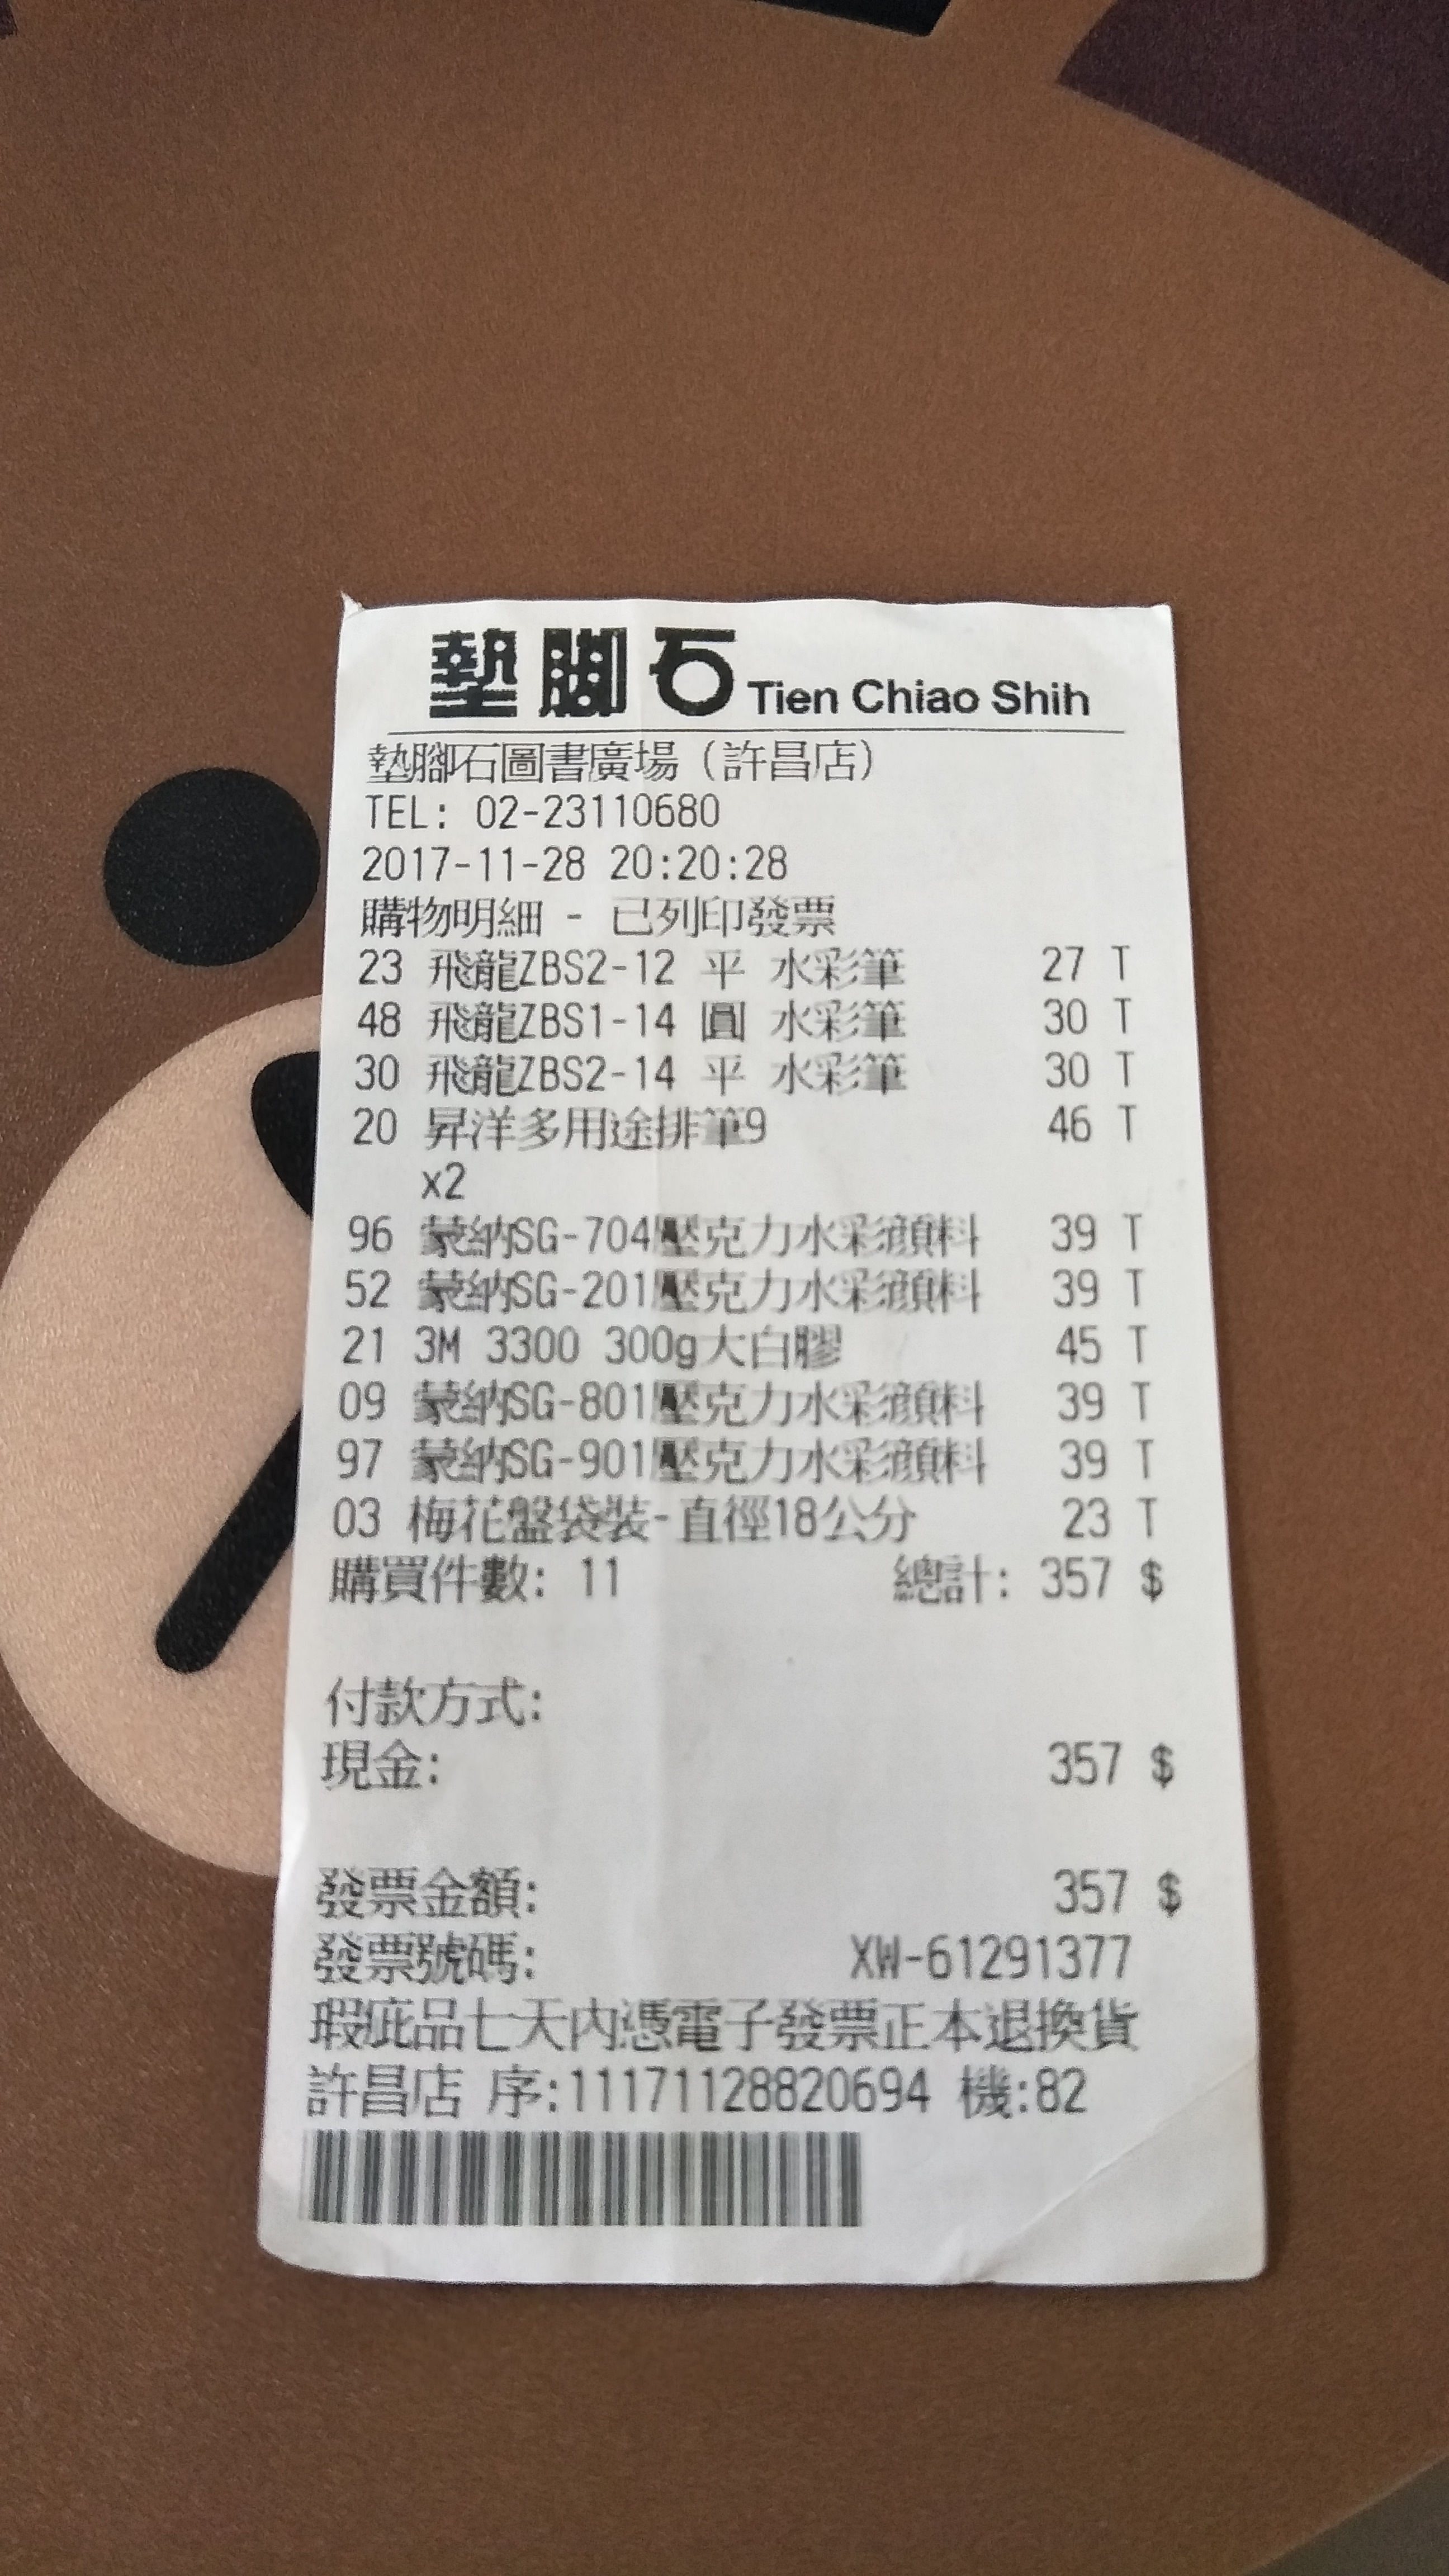 墊腳石 Tien Chiao Shih
墊腳石圖書廣場 (許昌店)
TEL: 02-23110680
2017-11-28 20:20:28
購物明細 - 已列印發票
23 飛龍ZBS2-12 平 水彩筆 27 T
48 飛龍ZBS1-14 圓 水彩筆 30 T
30 飛龍ZBS2-14 平 水彩筆 30 T
20 昇洋多用途排筆9 46 T
x2
96 蒙納SG-704壓克力水彩顏料 39 T
52 蒙納SG-201壓克力水彩顏料 39 T
21 3M 3300 300g大白膠 45 T
09 蒙納SG-801壓克力水彩顏料 39 T
97 蒙納SG-901壓克力水彩顏料 39 T
03 梅花盤袋裝-直徑18公分 23 T
購買件數: 11 總計: 357 $
付款方式:
現金: 357 $
發票金額: 357 $
發票號碼: XW-61291377
瑕疵品七天內憑電子發票正本退換貨
許昌店 序:11171128820694 機:82